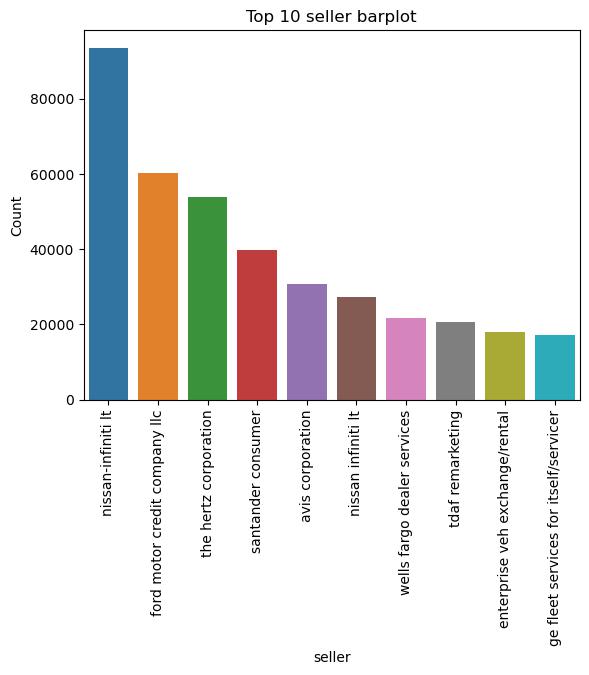 Top 10 seller barplot
Count
80000
60000
40000
20000
0
nissan-infiniti lt
ford motor credit company llc
the hertz corporation
santander consumer
avis corporation
nissan infiniti lt
wells fargo dealer services
tdaf remarketing
enterprise veh exchange/rental
ge fleet services for itself/servicer
seller